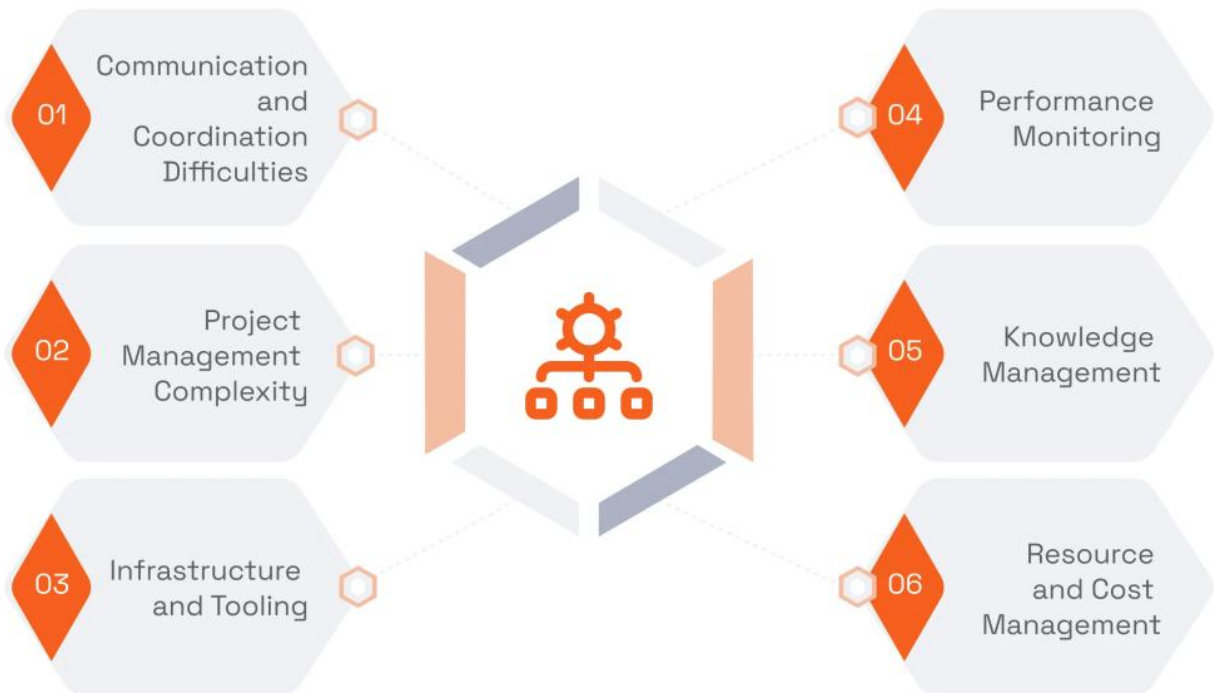 01
Communication
and
Coordination
Difficulties
02
Project
Management
Complexity
03
Infrastructure
and Tooling
04
Performance
Monitoring
05
Knowledge
Management
06
Resource
and Cost
Management